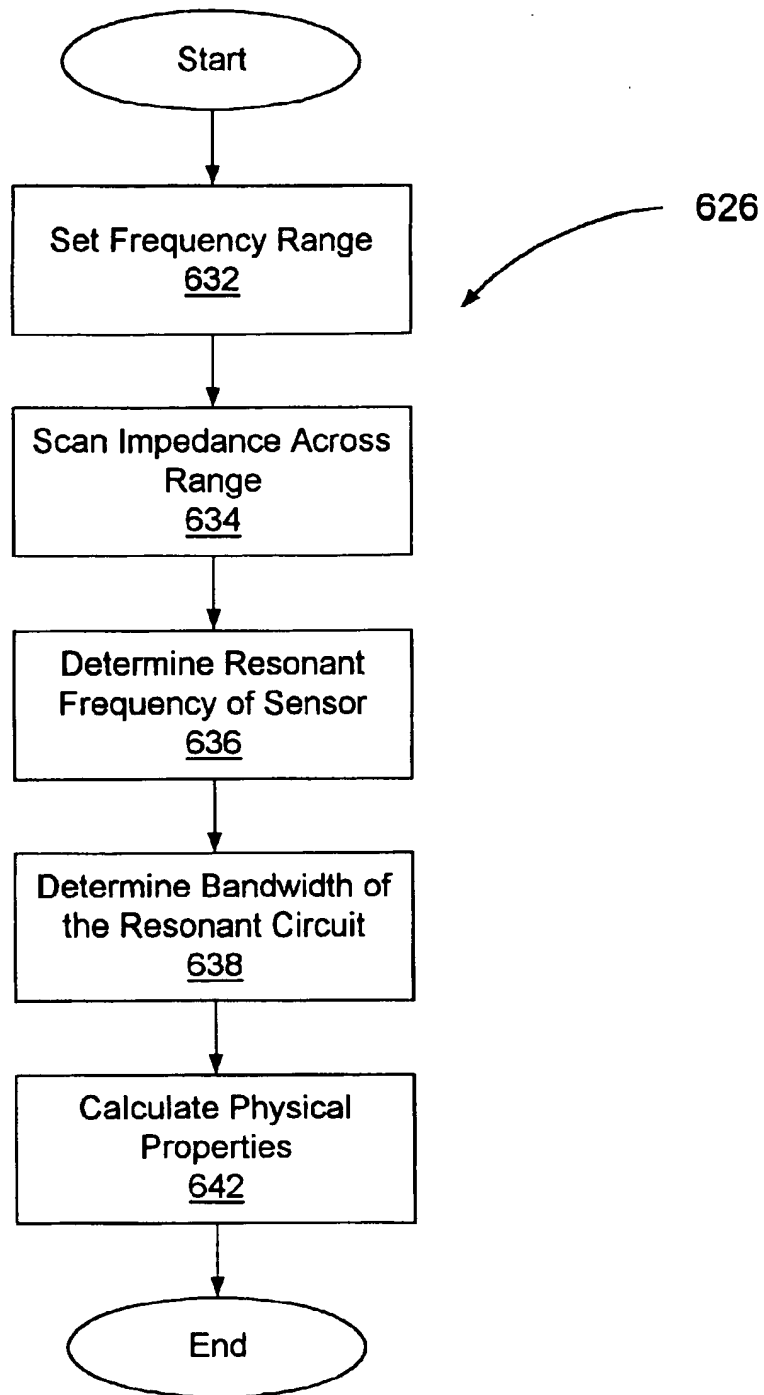 Start
Set Frequency Range
632
626
Scan Impedance Across
Range
634
Determine Resonant
Frequency of Sensor
636
Determine Bandwidth of
the Resonant Circuit
638
Calculate Physical
Properties
642
End